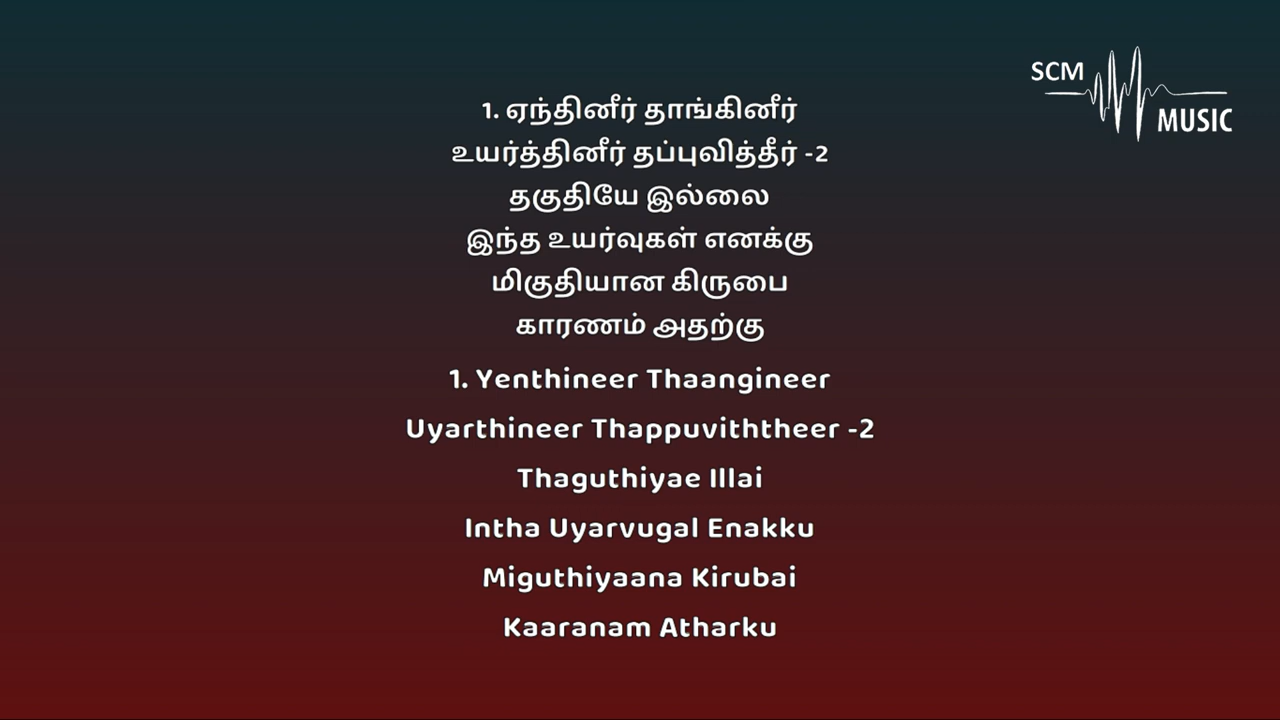 SCM
MUSIC
1. ஏந்தினீர் தாங்கினீர்
உயர்த்தினீர் தப்புவித்தீர் -2
தகுதியே இல்லை
இந்த உயர்வுகள் எனக்கு
மிகுதியான கிருபை
காரணம் அதற்கு
1. Yenthineer Thaangineer
Uyarthineer Thappuviththeer -2
Thaguthiyae Illai
Intha Uyarvugal Enakku
Miguthiyaana Kirubai
Kaaranam Atharku